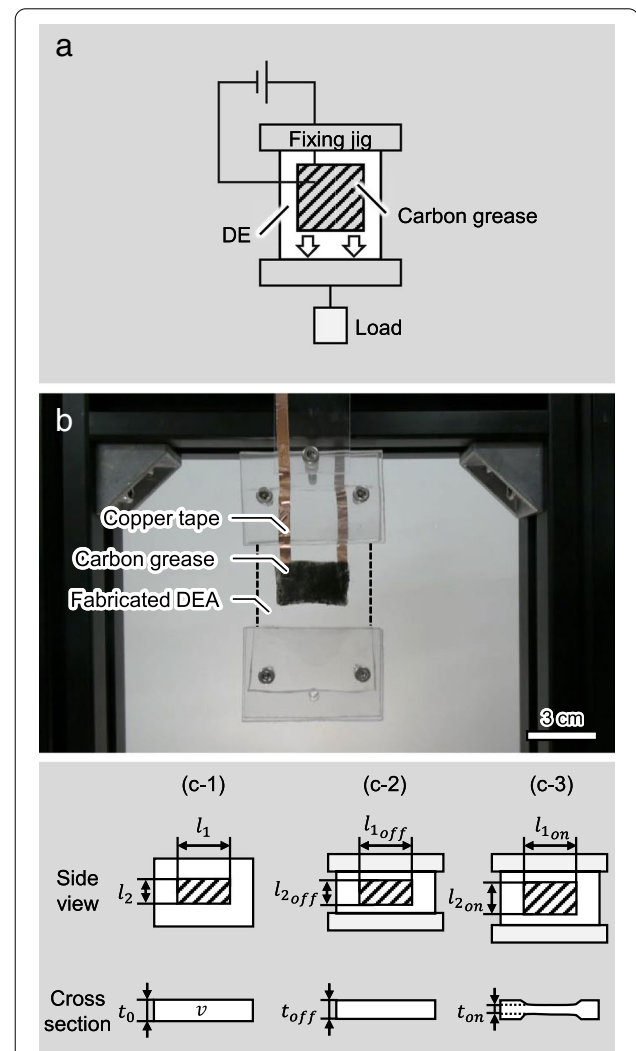 a
Fixing jig
Carbon grease
DE
Load
b
Copper tape
Carbon grease
Fabricated DEA
3 cm
(c-1) (c-2) (c-3)
l₁ l₁ₒff l₁ₒₙ
Side
view
l₂ l₂ₒff l₂ₒₙ
Cross
section
t₀ v tₒff tₒₙ